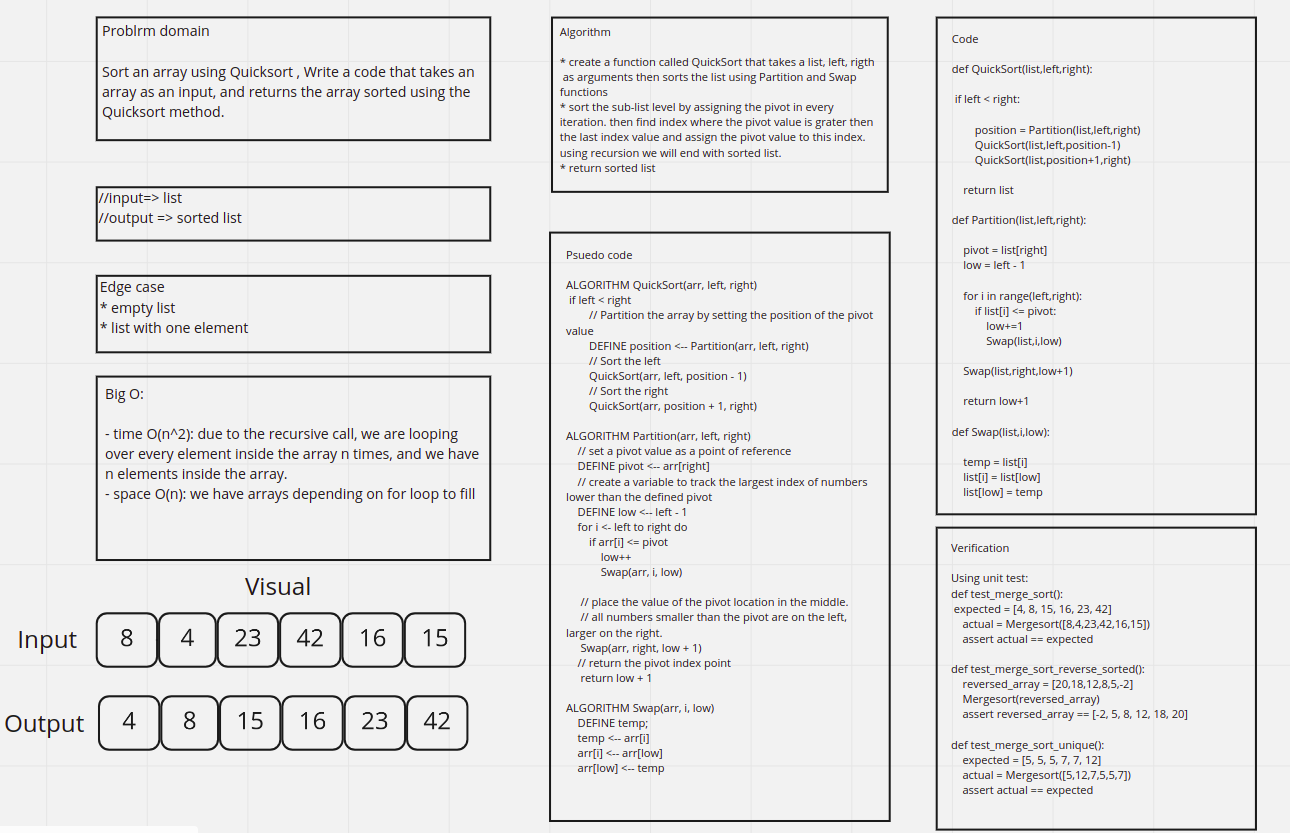 Problrm domain
Sort an array using Quicksort , Write a code that takes an
array as an input, and returns the array sorted using the
Quicksort method.
//input=> list
//output => sorted list
Edge case
* empty list
* list with one element
Big O:
- time O(n^2): due to the recursive call, we are looping
over every element inside the array n times, and we have
n elements inside the array.
- space O(n): we have arrays depending on for loop to fill
Visual
Input
8 4 23 42 16 15
Output
4 8 15 16 23 42
Algorithm
* create a function called QuickSort that takes a list, left, rigth
as arguments then sorts the list using Partition and Swap
functions
* sort the sub-list level by assigning the pivot in every
iteration. then find index where the pivot value is grater then
the last index value and assign the pivot value to this index.
using recursion we will end with sorted list.
* return sorted list
Psuedo code
ALGORITHM QuickSort(arr, left, right)
if left < right
// Partition the array by setting the position of the pivot
value
DEFINE position <-- Partition(arr, left, right)
// Sort the left
QuickSort(arr, left, position - 1)
// Sort the right
QuickSort(arr, position + 1, right)
ALGORITHM Partition(arr, left, right)
// set a pivot value as a point of reference
DEFINE pivot <-- arr[right]
// create a variable to track the largest index of numbers
lower than the defined pivot
DEFINE low <-- left - 1
for i <- left to right do
if arr[i] <= pivot
low++
Swap(arr, i, low)
// place the value of the pivot location in the middle.
// all numbers smaller than the pivot are on the left,
larger on the right.
Swap(arr, right, low + 1)
// return the pivot index point
return low + 1
ALGORITHM Swap(arr, i, low)
DEFINE temp;
temp <-- arr[i]
arr[i] <-- arr[low]
arr[low] <-- temp
Code
def QuickSort(list,left,right):
if left < right:
position = Partition(list,left,right)
QuickSort(list,left,position-1)
QuickSort(list,position+1,right)
return list
def Partition(list,left,right):
pivot = list[right]
low = left - 1
for i in range(left,right):
if list[i] <= pivot:
low+=1
Swap(list,i,low)
Swap(list,right,low+1)
return low+1
def Swap(list,i,low):
temp = list[i]
list[i] = list[low]
list[low] = temp
Verification
Using unit test:
def test_merge_sort():
expected = [4, 8, 15, 16, 23, 42]
actual = Mergesort([8,4,23,42,16,15])
assert actual == expected
def test_merge_sort_reverse_sorted():
reversed_array = [20,18,12,8,5,-2]
Mergesort(reversed_array)
assert reversed_array == [-2, 5, 8, 12, 18, 20]
def test_merge_sort_unique():
expected = [5, 5, 5, 7, 7, 12]
actual = Mergesort([5,12,7,5,5,7])
assert actual == expected